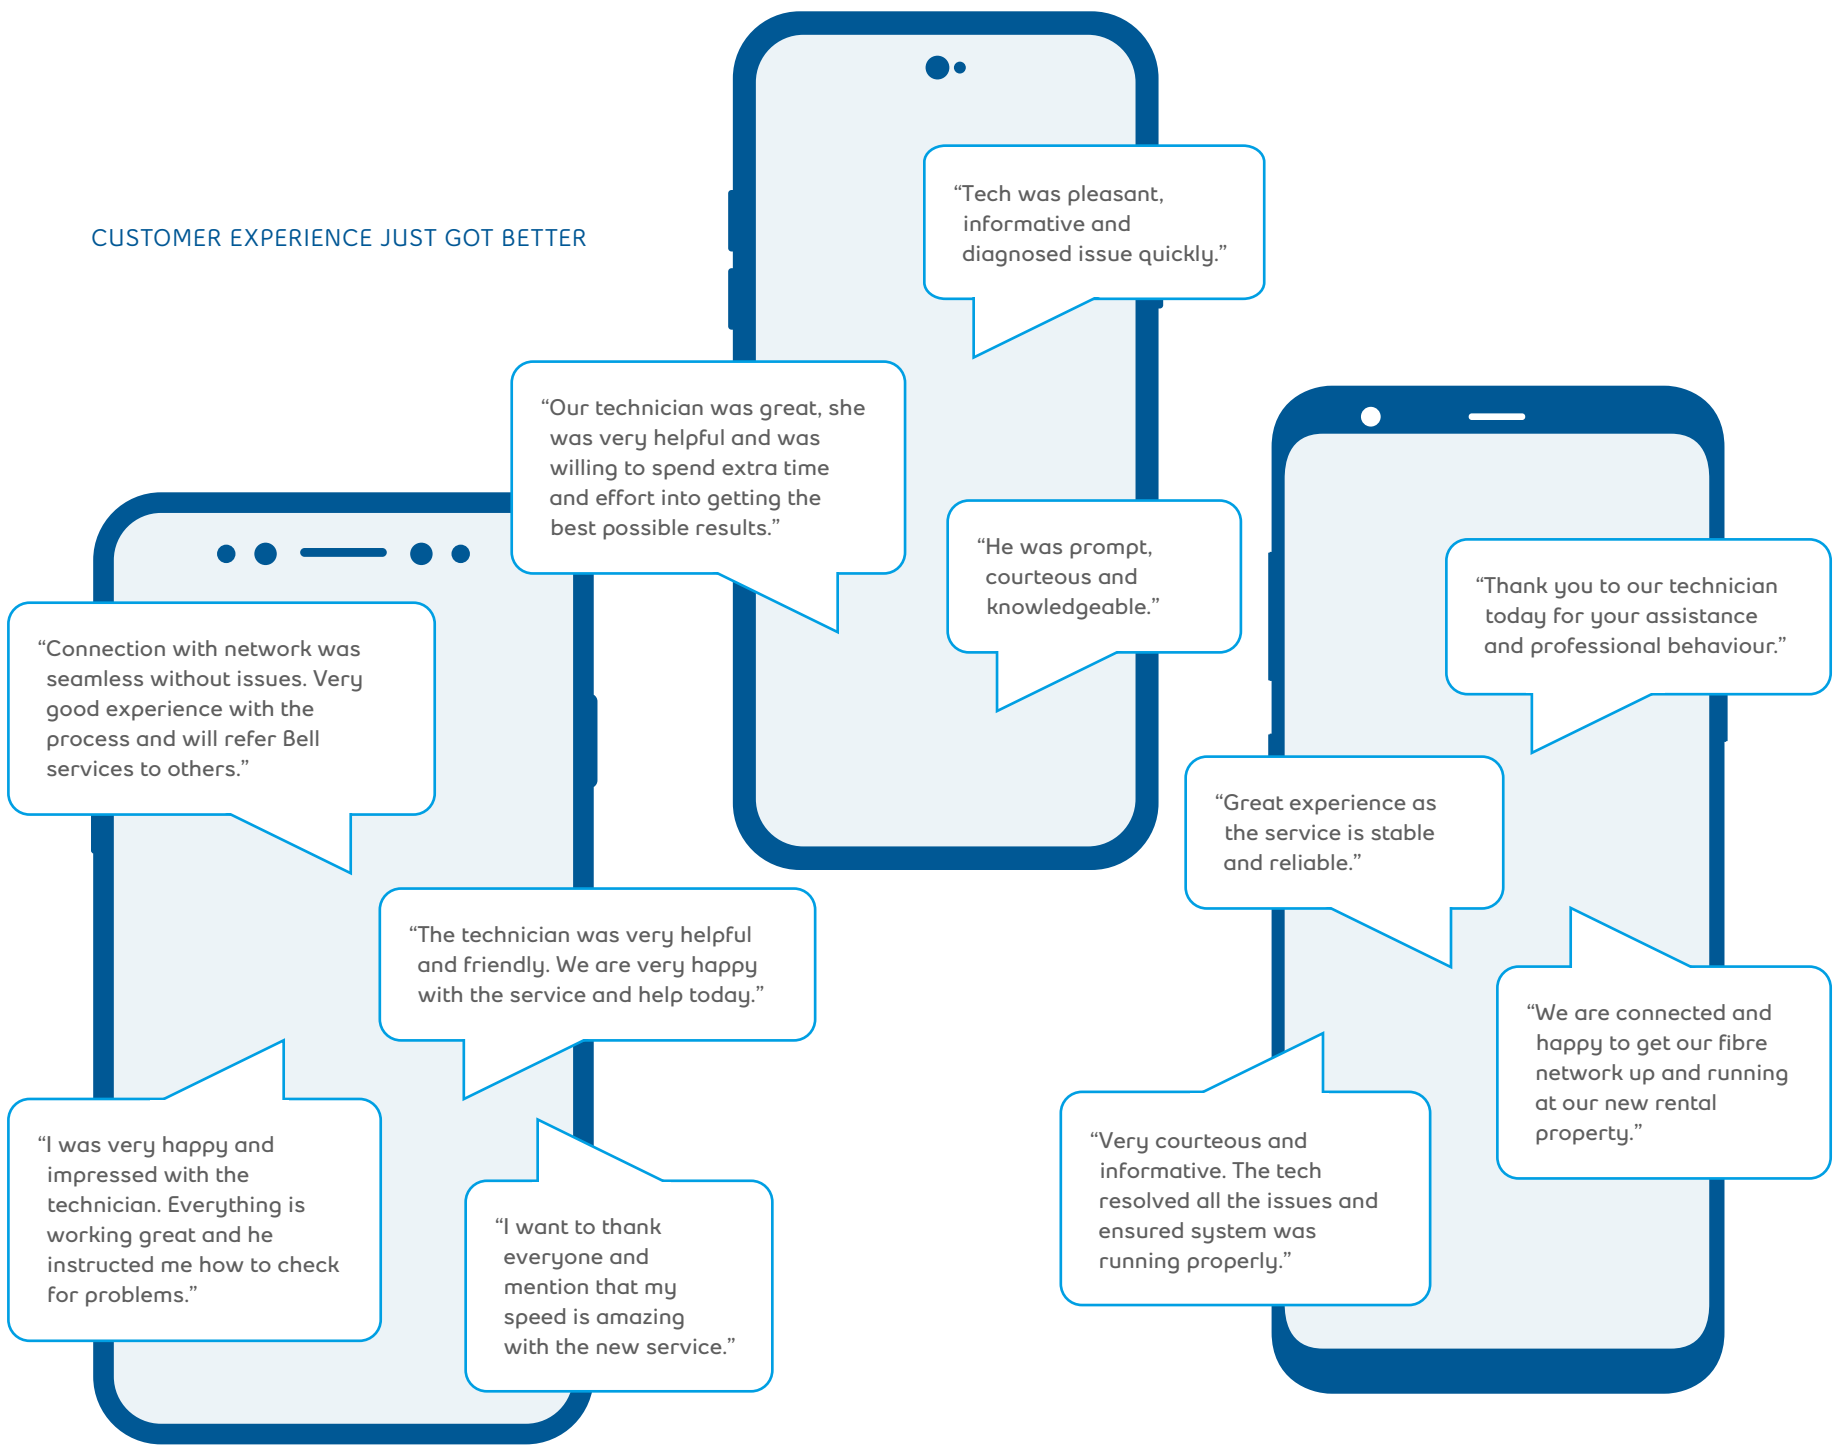 CUSTOMER EXPERIENCE JUST GOT BETTER
“Tech was pleasant,
informative and
diagnosed issue quickly.”
“Our technician was great, she
was very helpful and was
willing to spend extra time
and effort into getting the
best possible results.”
“He was prompt,
courteous and
knowledgeable.”
“Connection with network was
seamless without issues. Very
good experience with the
process and will refer Bell
services to others.”
“The technician was very helpful
and friendly. We are very happy
with the service and help today.”
“I was very happy and
impressed with the
technician. Everything is
working great and he
instructed me how to check
for problems.”
“I want to thank
everyone and
mention that my
speed is amazing
with the new service.”
“Thank you to our technician
today for your assistance
and professional behaviour.”
“Great experience as
the service is stable
and reliable.”
“We are connected and
happy to get our fibre
network up and running
at our new rental
property.”
“Very courteous and
informative. The tech
resolved all the issues and
ensured system was
running properly.”